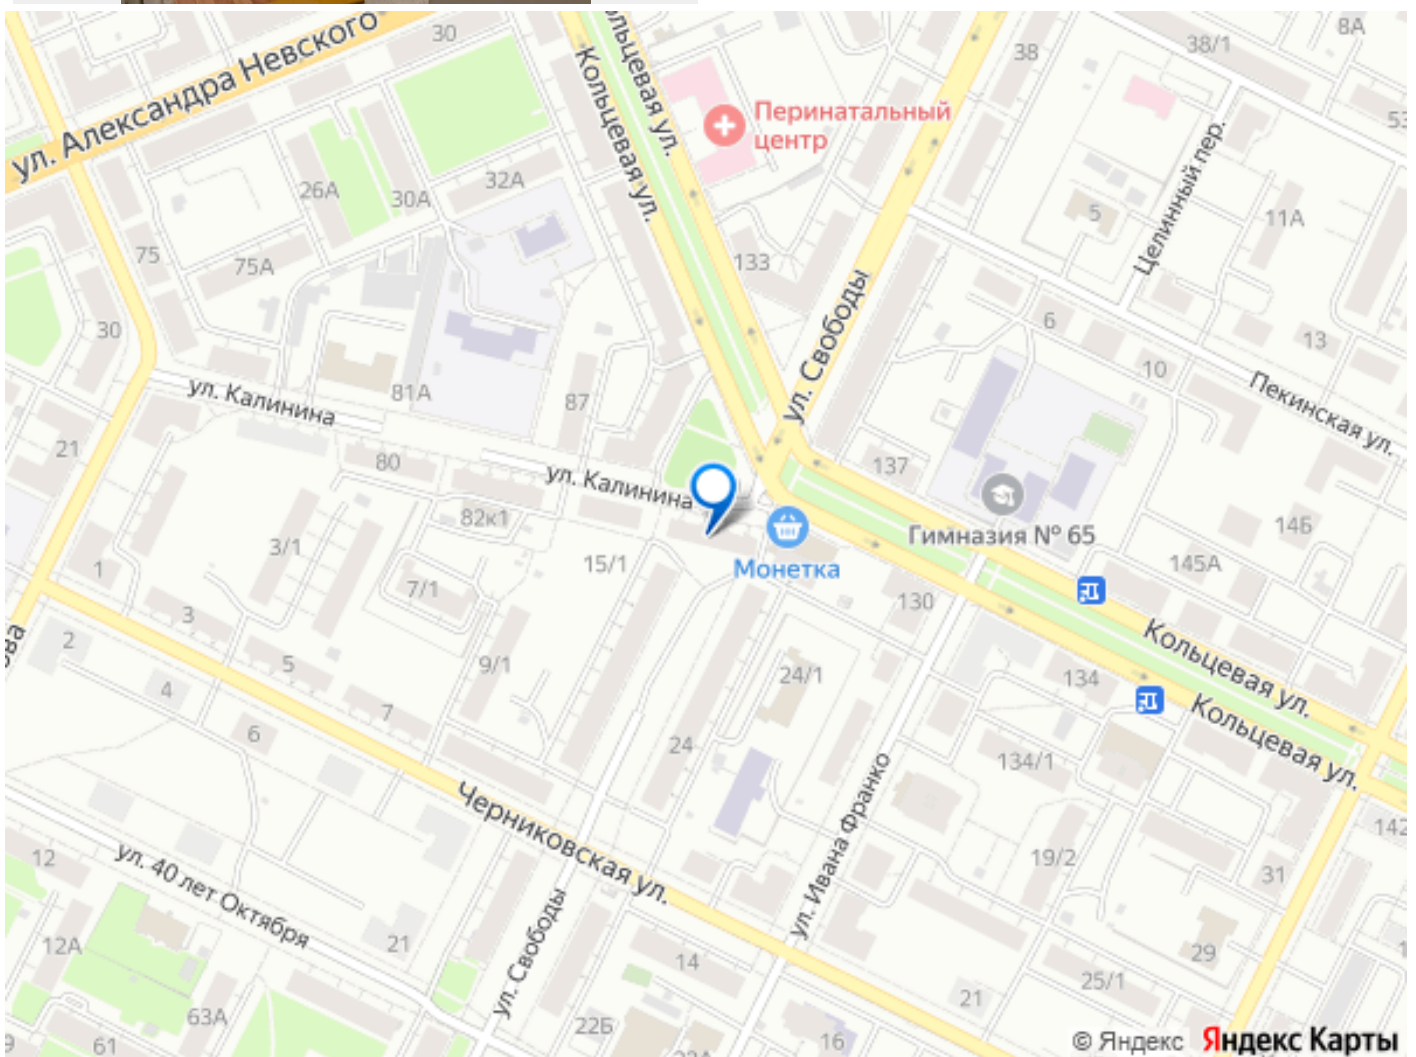 ул. Александра Невского
30
Кольцевая ул.
38
38/1
8А
53
Перинатальный
центр
Кольцевая ул.
26А
30А
32А
5
Целинный пер.
11А
75
75А
133
30
ул. Свободы
6
13
10
Пекинская ул.
ул. Калинина
81А
87
21
80
ул. Калинина
137
82к1
Гимназия № 65
14Б
3/1
15/1
Монетка
145А
1
7/1
130
3
2
5
9/1
24/1
134
Кольцевая ул.
4
7
Кольцевая ул.
6
24
134/1
Черниковская ул.
ул. Ивана Франко
142
12
ул. 40 лет Октября
19/2
31
12А
21
ул. Свободы
14
29
25/1
63А
22Б
21
61
16
© Яндекс Яндекс Карты